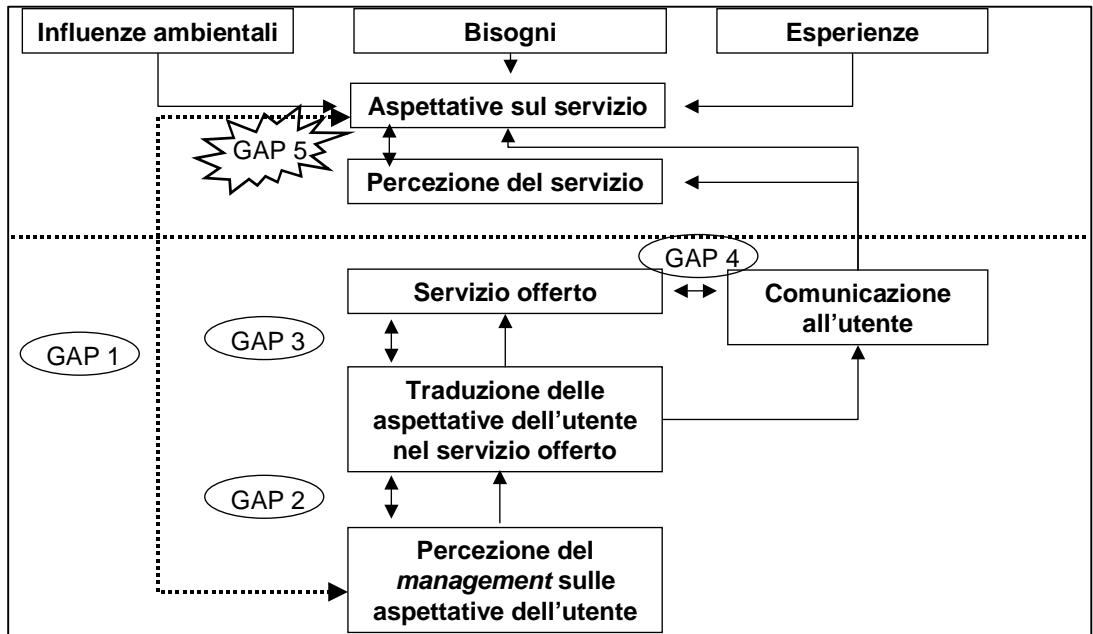 Influenze ambientali
Bisogni
Esperienze
Aspettative sul servizio
GAP 5
Percezione del servizio
GAP 4
Servizio offerto
Comunicazione
all’utente
GAP 3
GAP 1
Traduzione delle
aspettative dell’utente
nel servizio offerto
GAP 2
Percezione del
management sulle
aspettative dell’utente